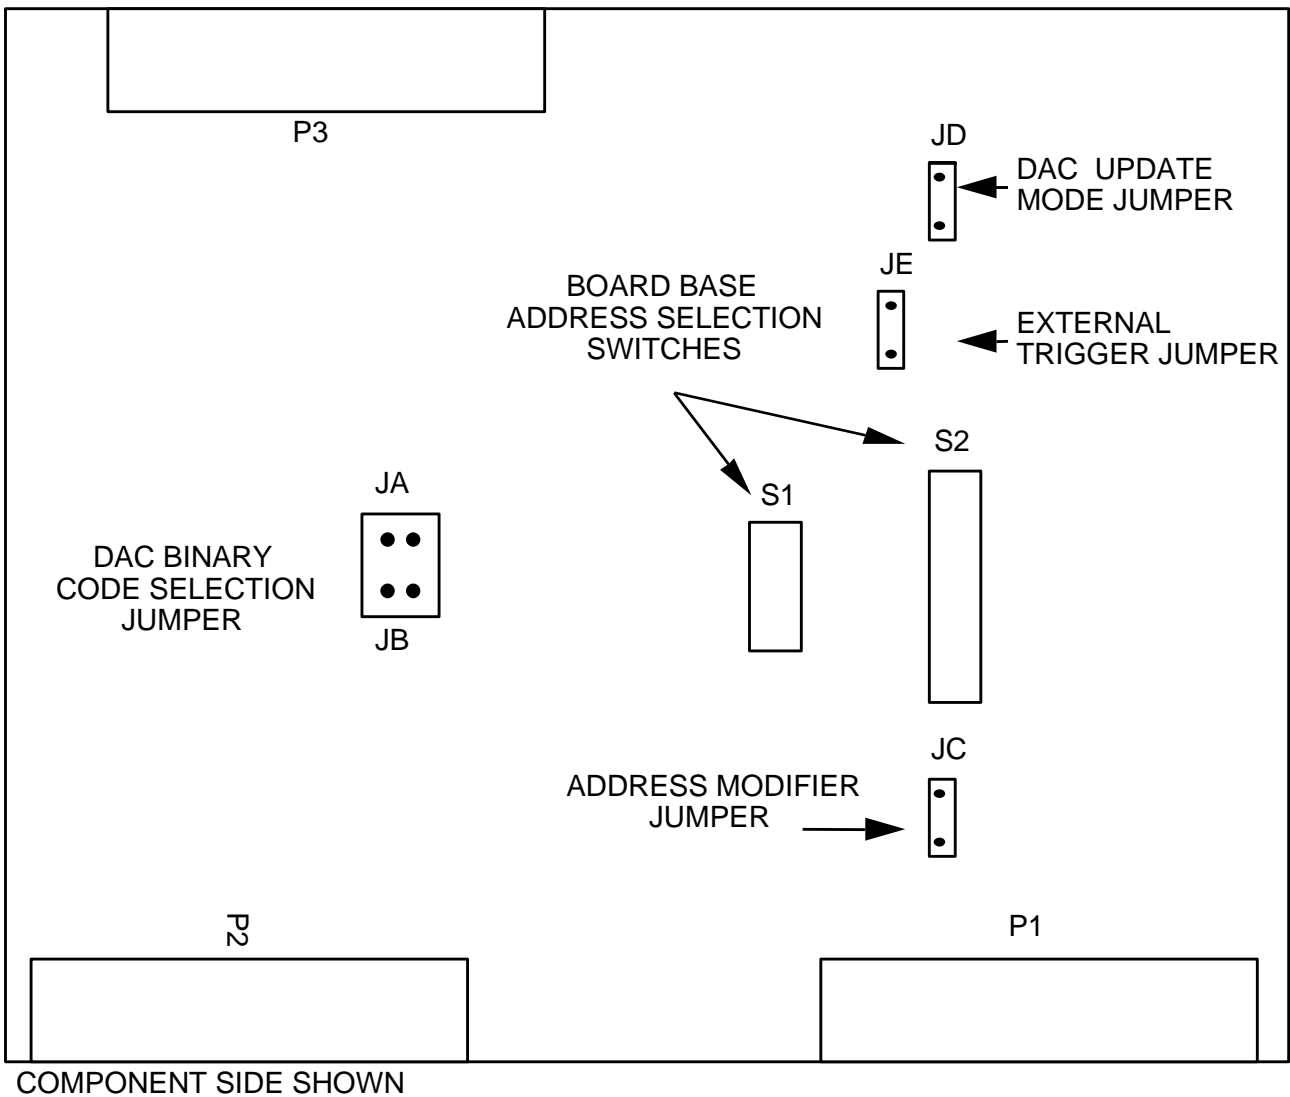 P3
JD
DAC UPDATE
MODE JUMPER
JE
BOARD BASE
ADDRESS SELECTION
SWITCHES
EXTERNAL
TRIGGER JUMPER
S2
JA
S1
DAC BINARY
CODE SELECTION
JUMPER
JB
JC
ADDRESS MODIFIER
JUMPER
P2
P1
COMPONENT SIDE SHOWN